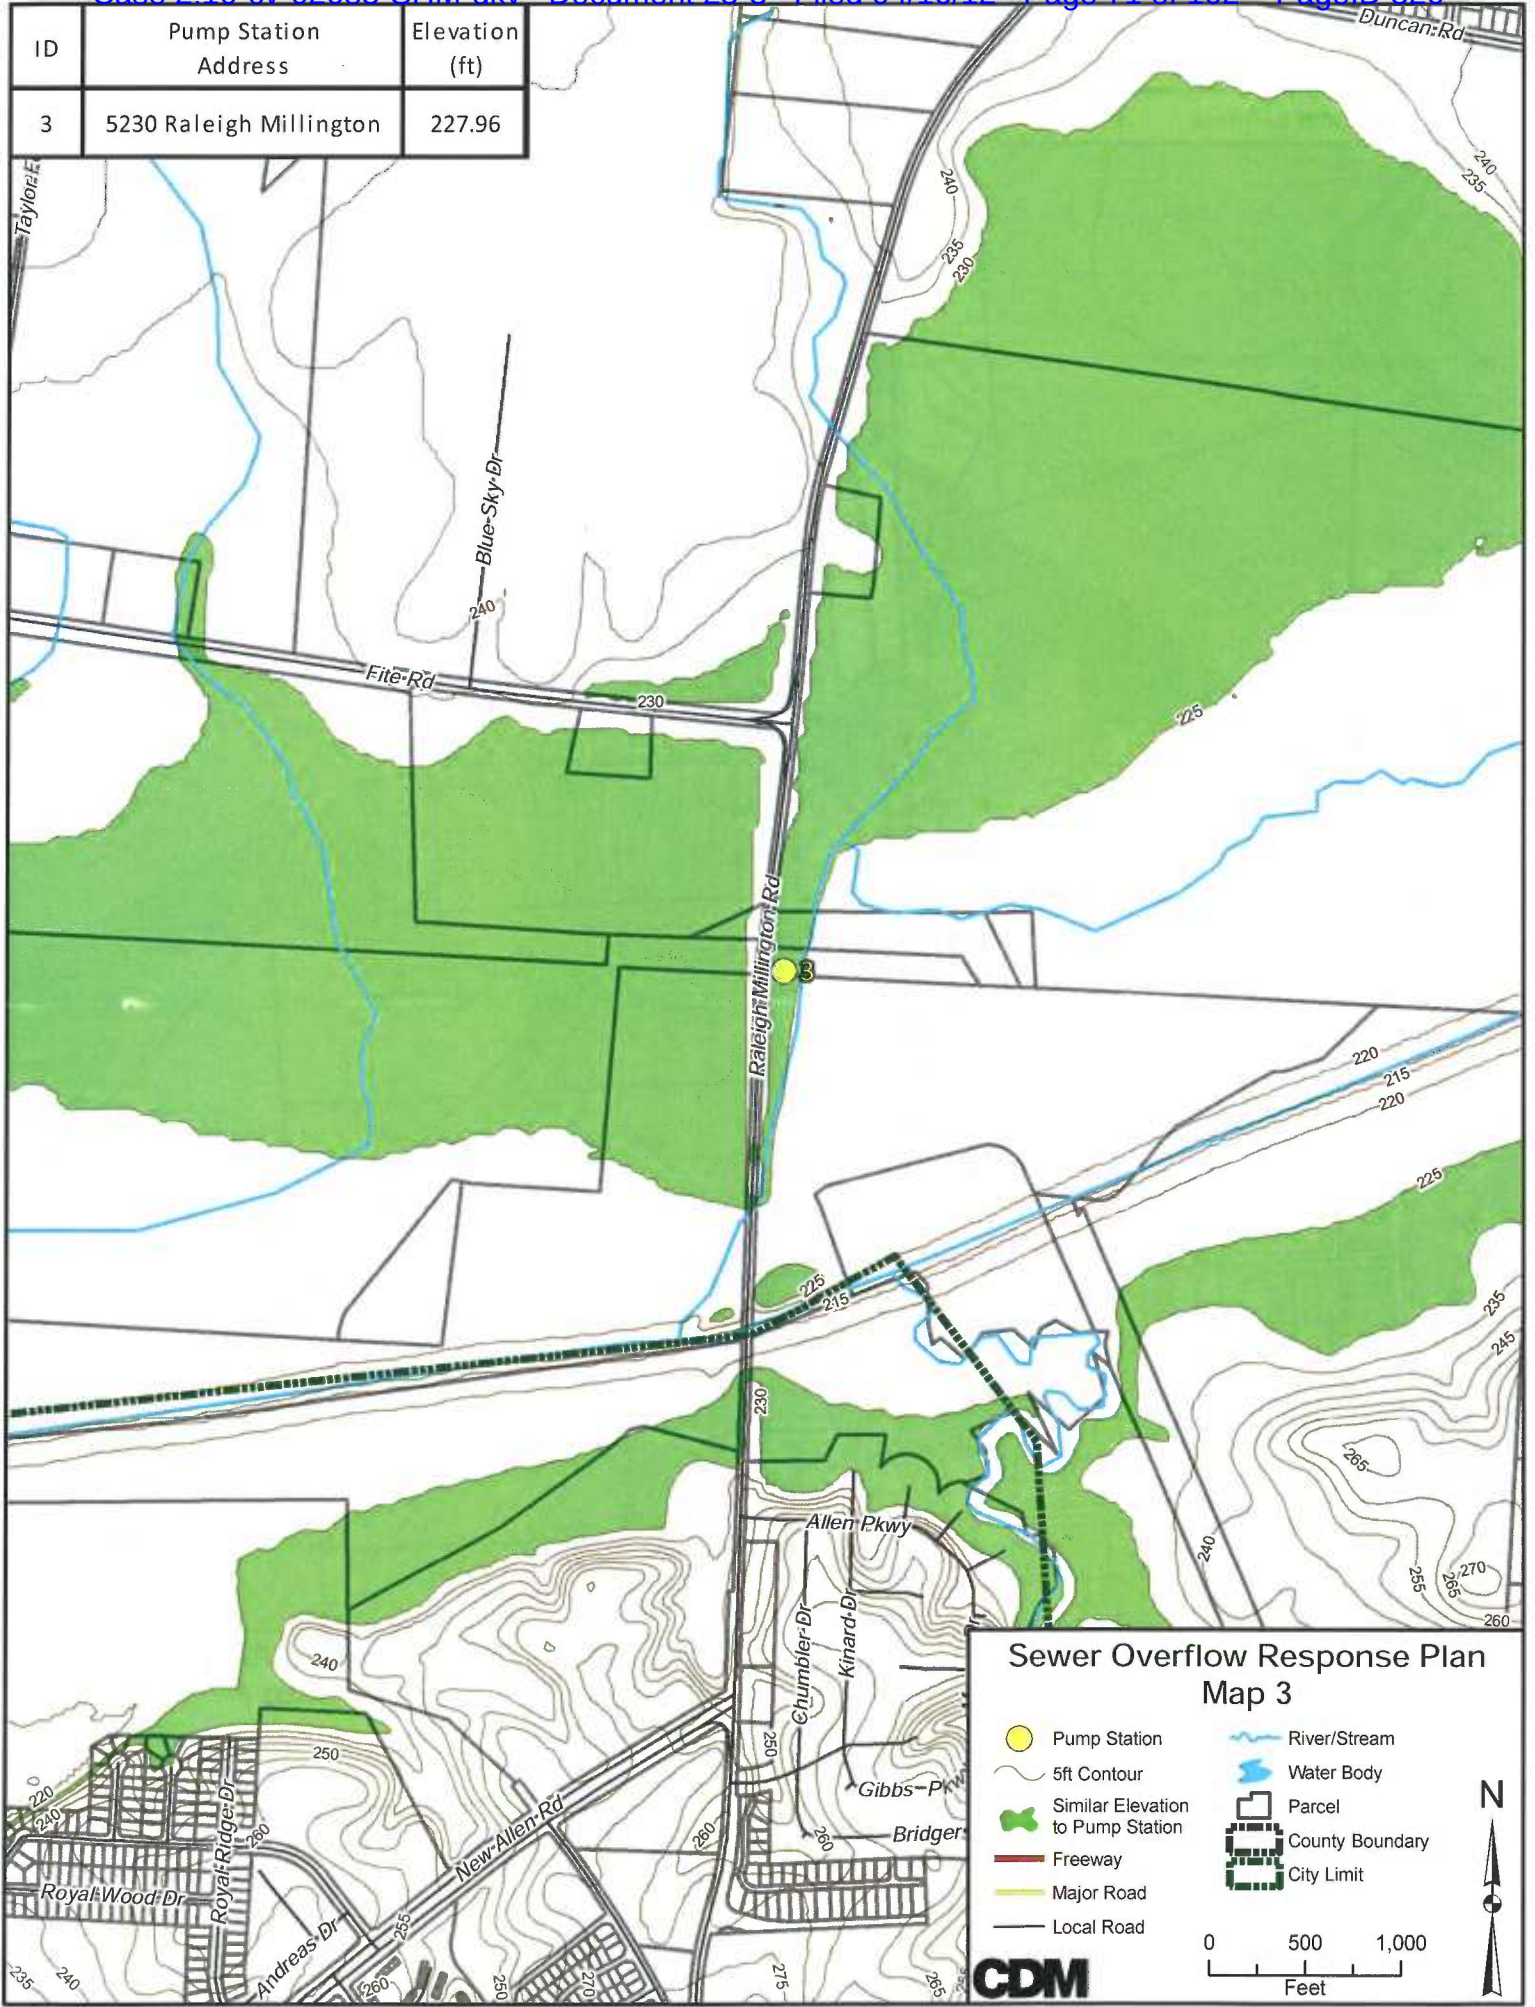 ID
Pump Station Address
Elevation (ft)
3
5230 Raleigh Millington
227.96
Duncan Rd
240
235
240
235
230
Blue Sky Dr
240
Fite Rd
230
225
Raleigh Millington Rd
3
220
215
220
225
225
215
235
245
230
265
Allen Pkwy
240
255
265
270
260
240
Chumbler Dr
Kinard Dr
250
250
Gibbs Pkwy
220
240
260
260
260
Bridger
New Allen Rd
Royal Ridge Dr
Royal Wood Dr
Andreas Dr
255
235
240
260
250
270
275
265
Sewer Overflow Response Plan
Map 3
Pump Station
5ft Contour
Similar Elevation
to Pump Station
Freeway
Major Road
Local Road
River/Stream
Water Body
Parcel
County Boundary
City Limit
N
0 500 1,000
Feet
CDM